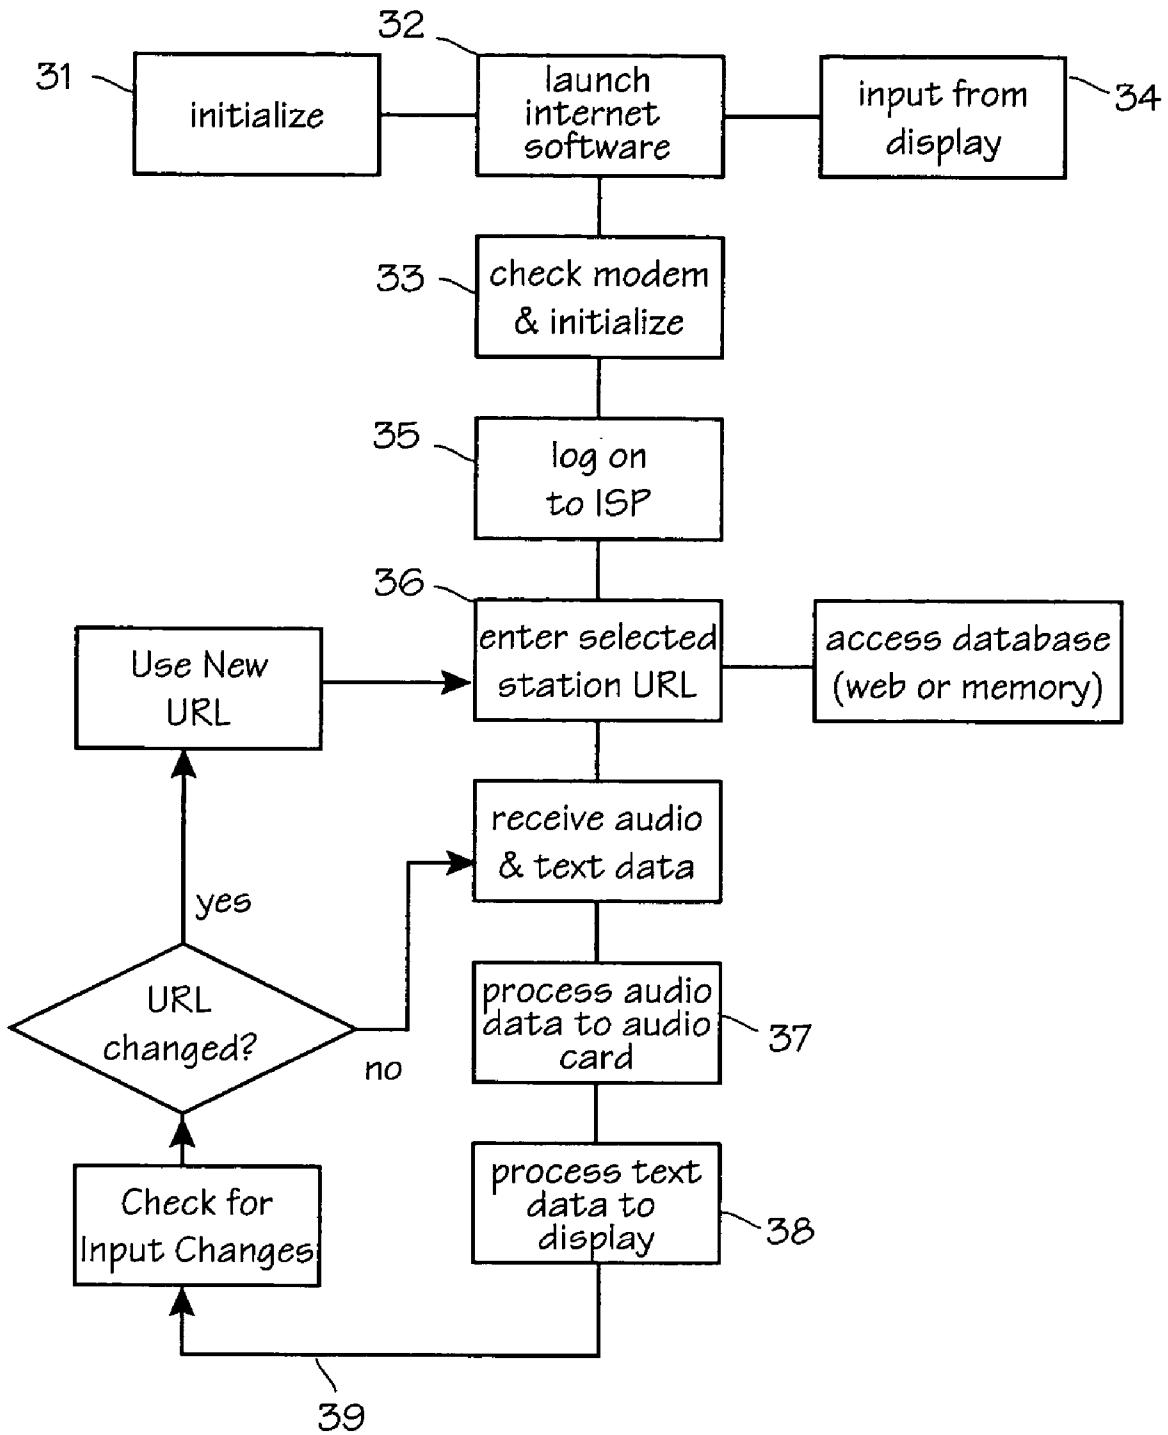 32
31
initialize
launch
internet
software
input from
display
34
33
check modem
& initialize
35
log on
to ISP
36
enter selected
station URL
access database
(web or memory)
Use New
URL
receive audio
& text data
yes
URL
changed?
no
process audio
data to audio
card
37
process text
data to
display
38
Check for
Input Changes
39